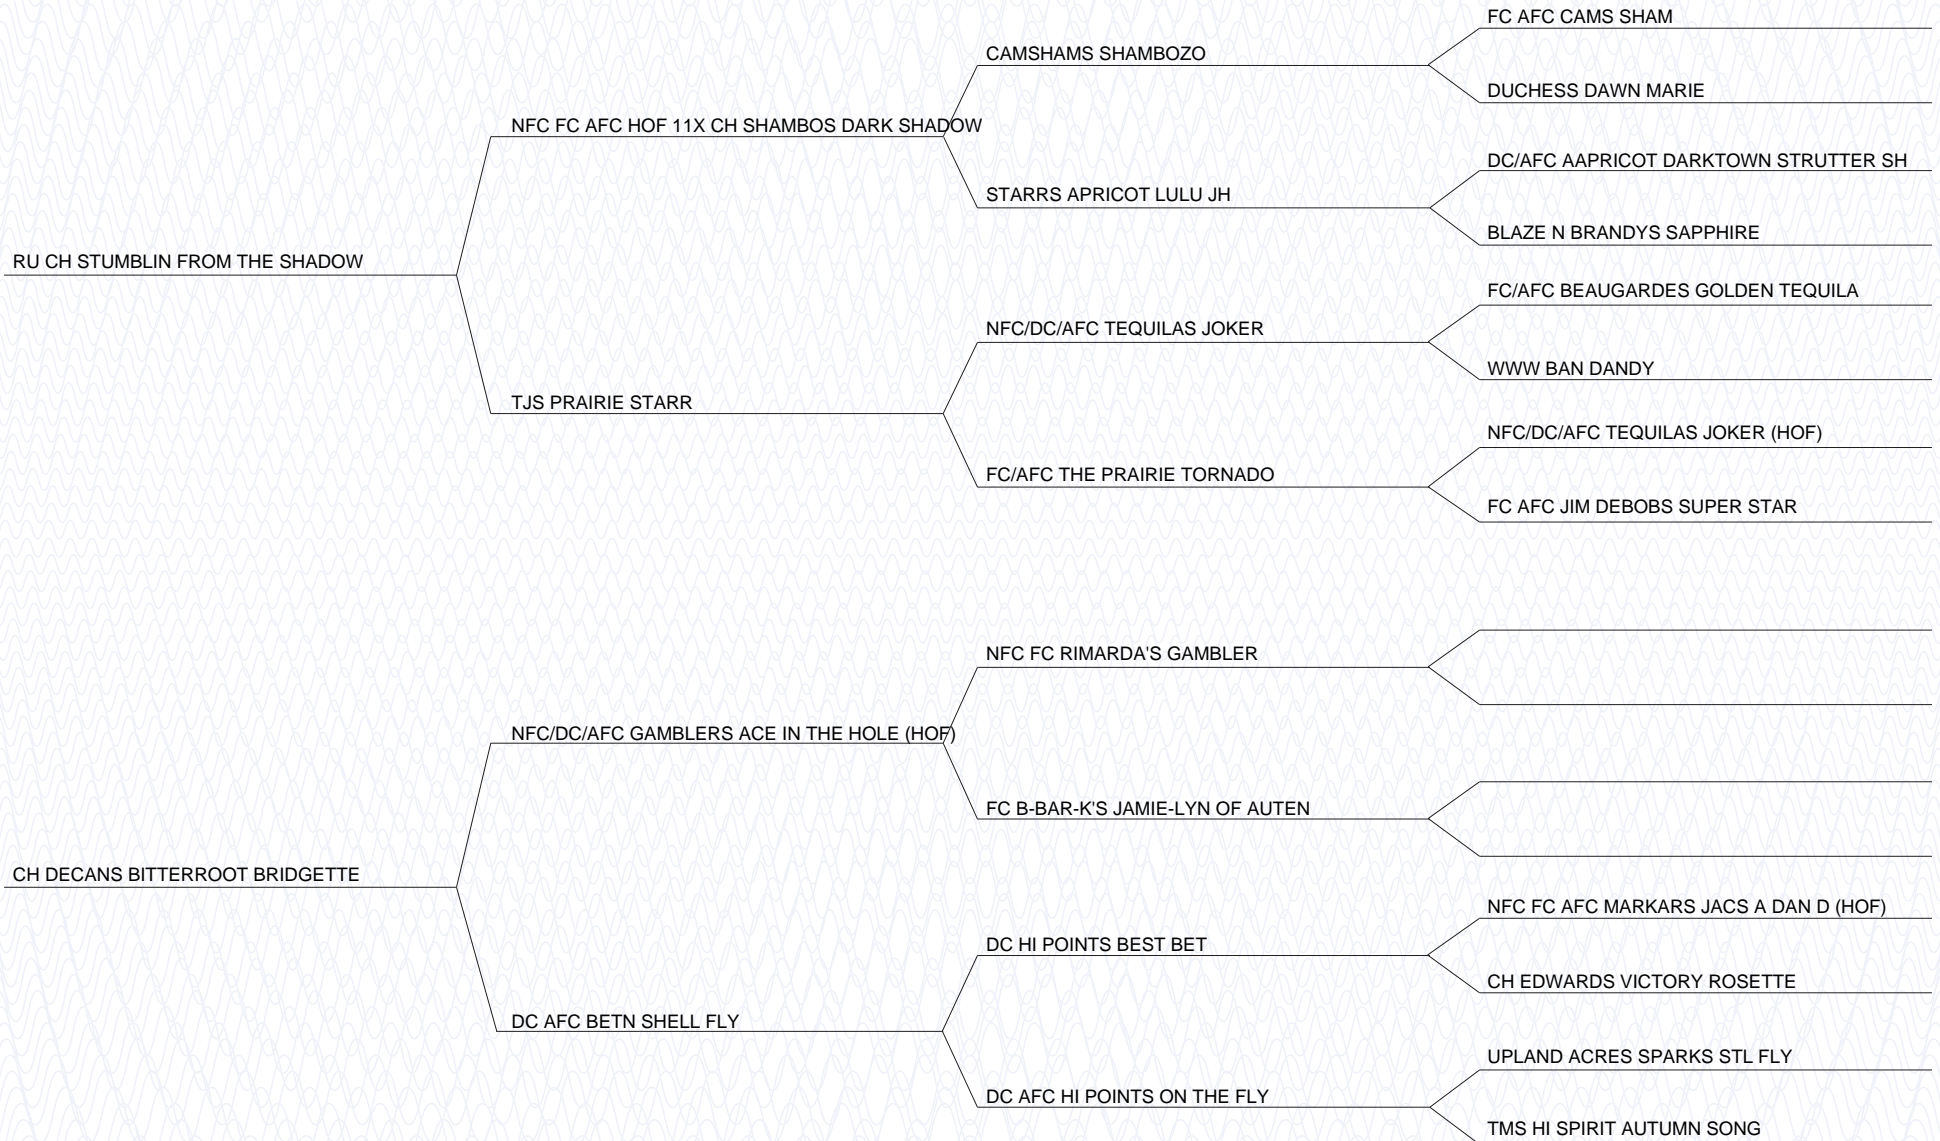 FC AFC CAMS SHAM
CAMSHAMS SHAMBOZO
DUCHESS DAWN MARIE
NFC FC AFC HOF 11X CH SHAMBOS DARK SHADOW
DC/AFC AAPRICOT DARKTOWN STRUTTER SH
STARRS APRICOT LULU JH
BLAZE N BRANDYS SAPPHIRE
RU CH STUMBLIN FROM THE SHADOW
FC/AFC BEAUGARDES GOLDEN TEQUILA
NFC/DC/AFC TEQUILAS JOKER
WWW BAN DANDY
TJS PRAIRIE STARR
NFC/DC/AFC TEQUILAS JOKER (HOF)
FC/AFC THE PRAIRIE TORNADO
FC AFC JIM DEBOBS SUPER STAR
NFC FC RIMARDA'S GAMBLER
NFC/DC/AFC GAMBLERS ACE IN THE HOLE (HOF)
FC B-BAR-K'S JAMIE-LYN OF AUTEN
CH DECANS BITTERROOT BRIDGETTE
NFC FC AFC MARKARS JACS A DAN D (HOF)
DC HI POINTS BEST BET
CH EDWARDS VICTORY ROSETTE
DC AFC BETN SHELL FLY
UPLAND ACRES SPARKS STL FLY
DC AFC HI POINTS ON THE FLY
TMS HI SPIRIT AUTUMN SONG